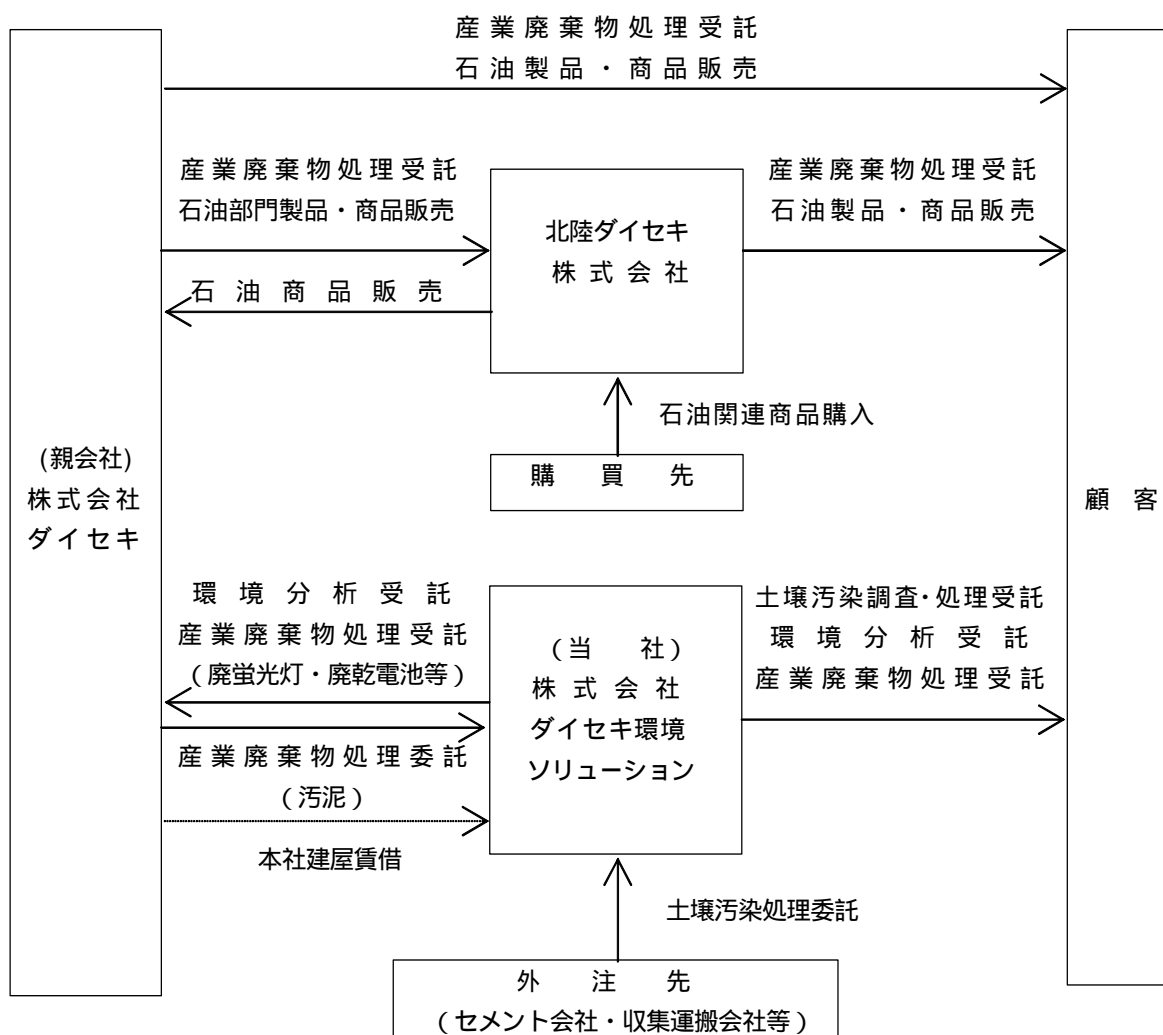 産業廃棄物処理受託
石油製品・商品販売
産業廃棄物処理受託
石油部門製品・商品販売
石油商品販売
北陸ダイセキ
株式会社
産業廃棄物処理受託
石油製品・商品販売
石油関連商品購入
購買先
(親会社)
株式会社
ダイセキ
顧客
環境分析受託
産業廃棄物処理受託
(廃蛍光灯・廃乾電池等)
産業廃棄物処理委託
(汚泥)
本社建屋賃借
(当社)
株式会社
ダイセキ環境
ソリューション
土壌汚染調査・処理受託
環境分析受託
産業廃棄物処理受託
土壌汚染処理委託
外注先
(セメント会社・収集運搬会社等)